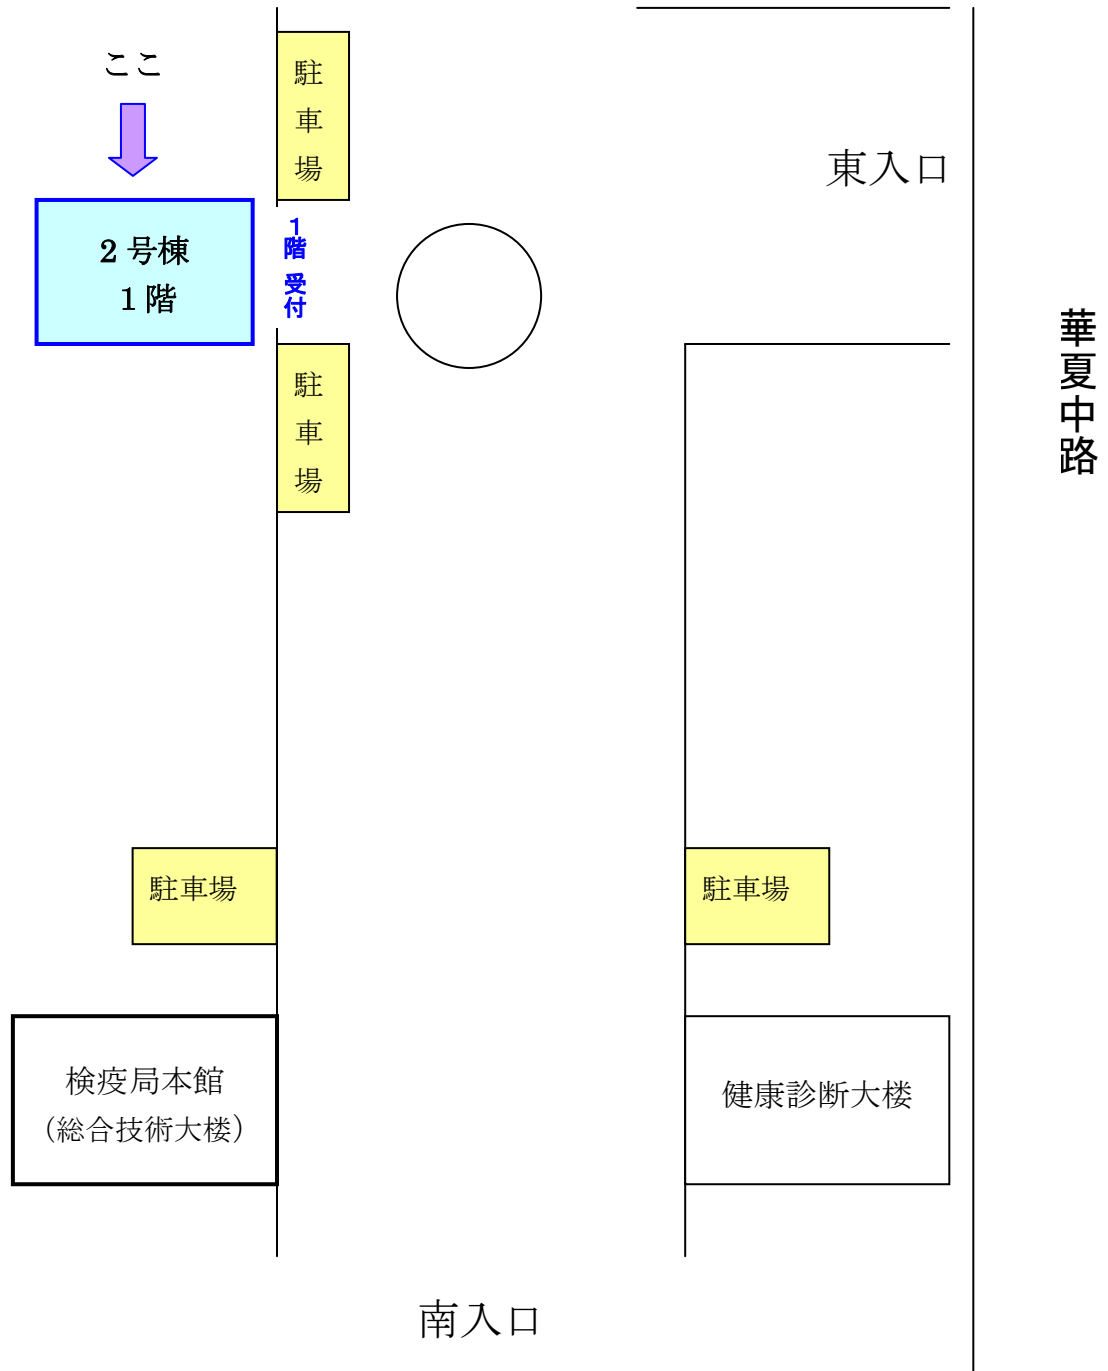 ここ
駐車場
東入口
2 号棟
1 階
1階 受付
華夏中路
駐車場
駐車場
駐車場
検疫局本館
（総合技術大楼）
健康診断大楼
南入口